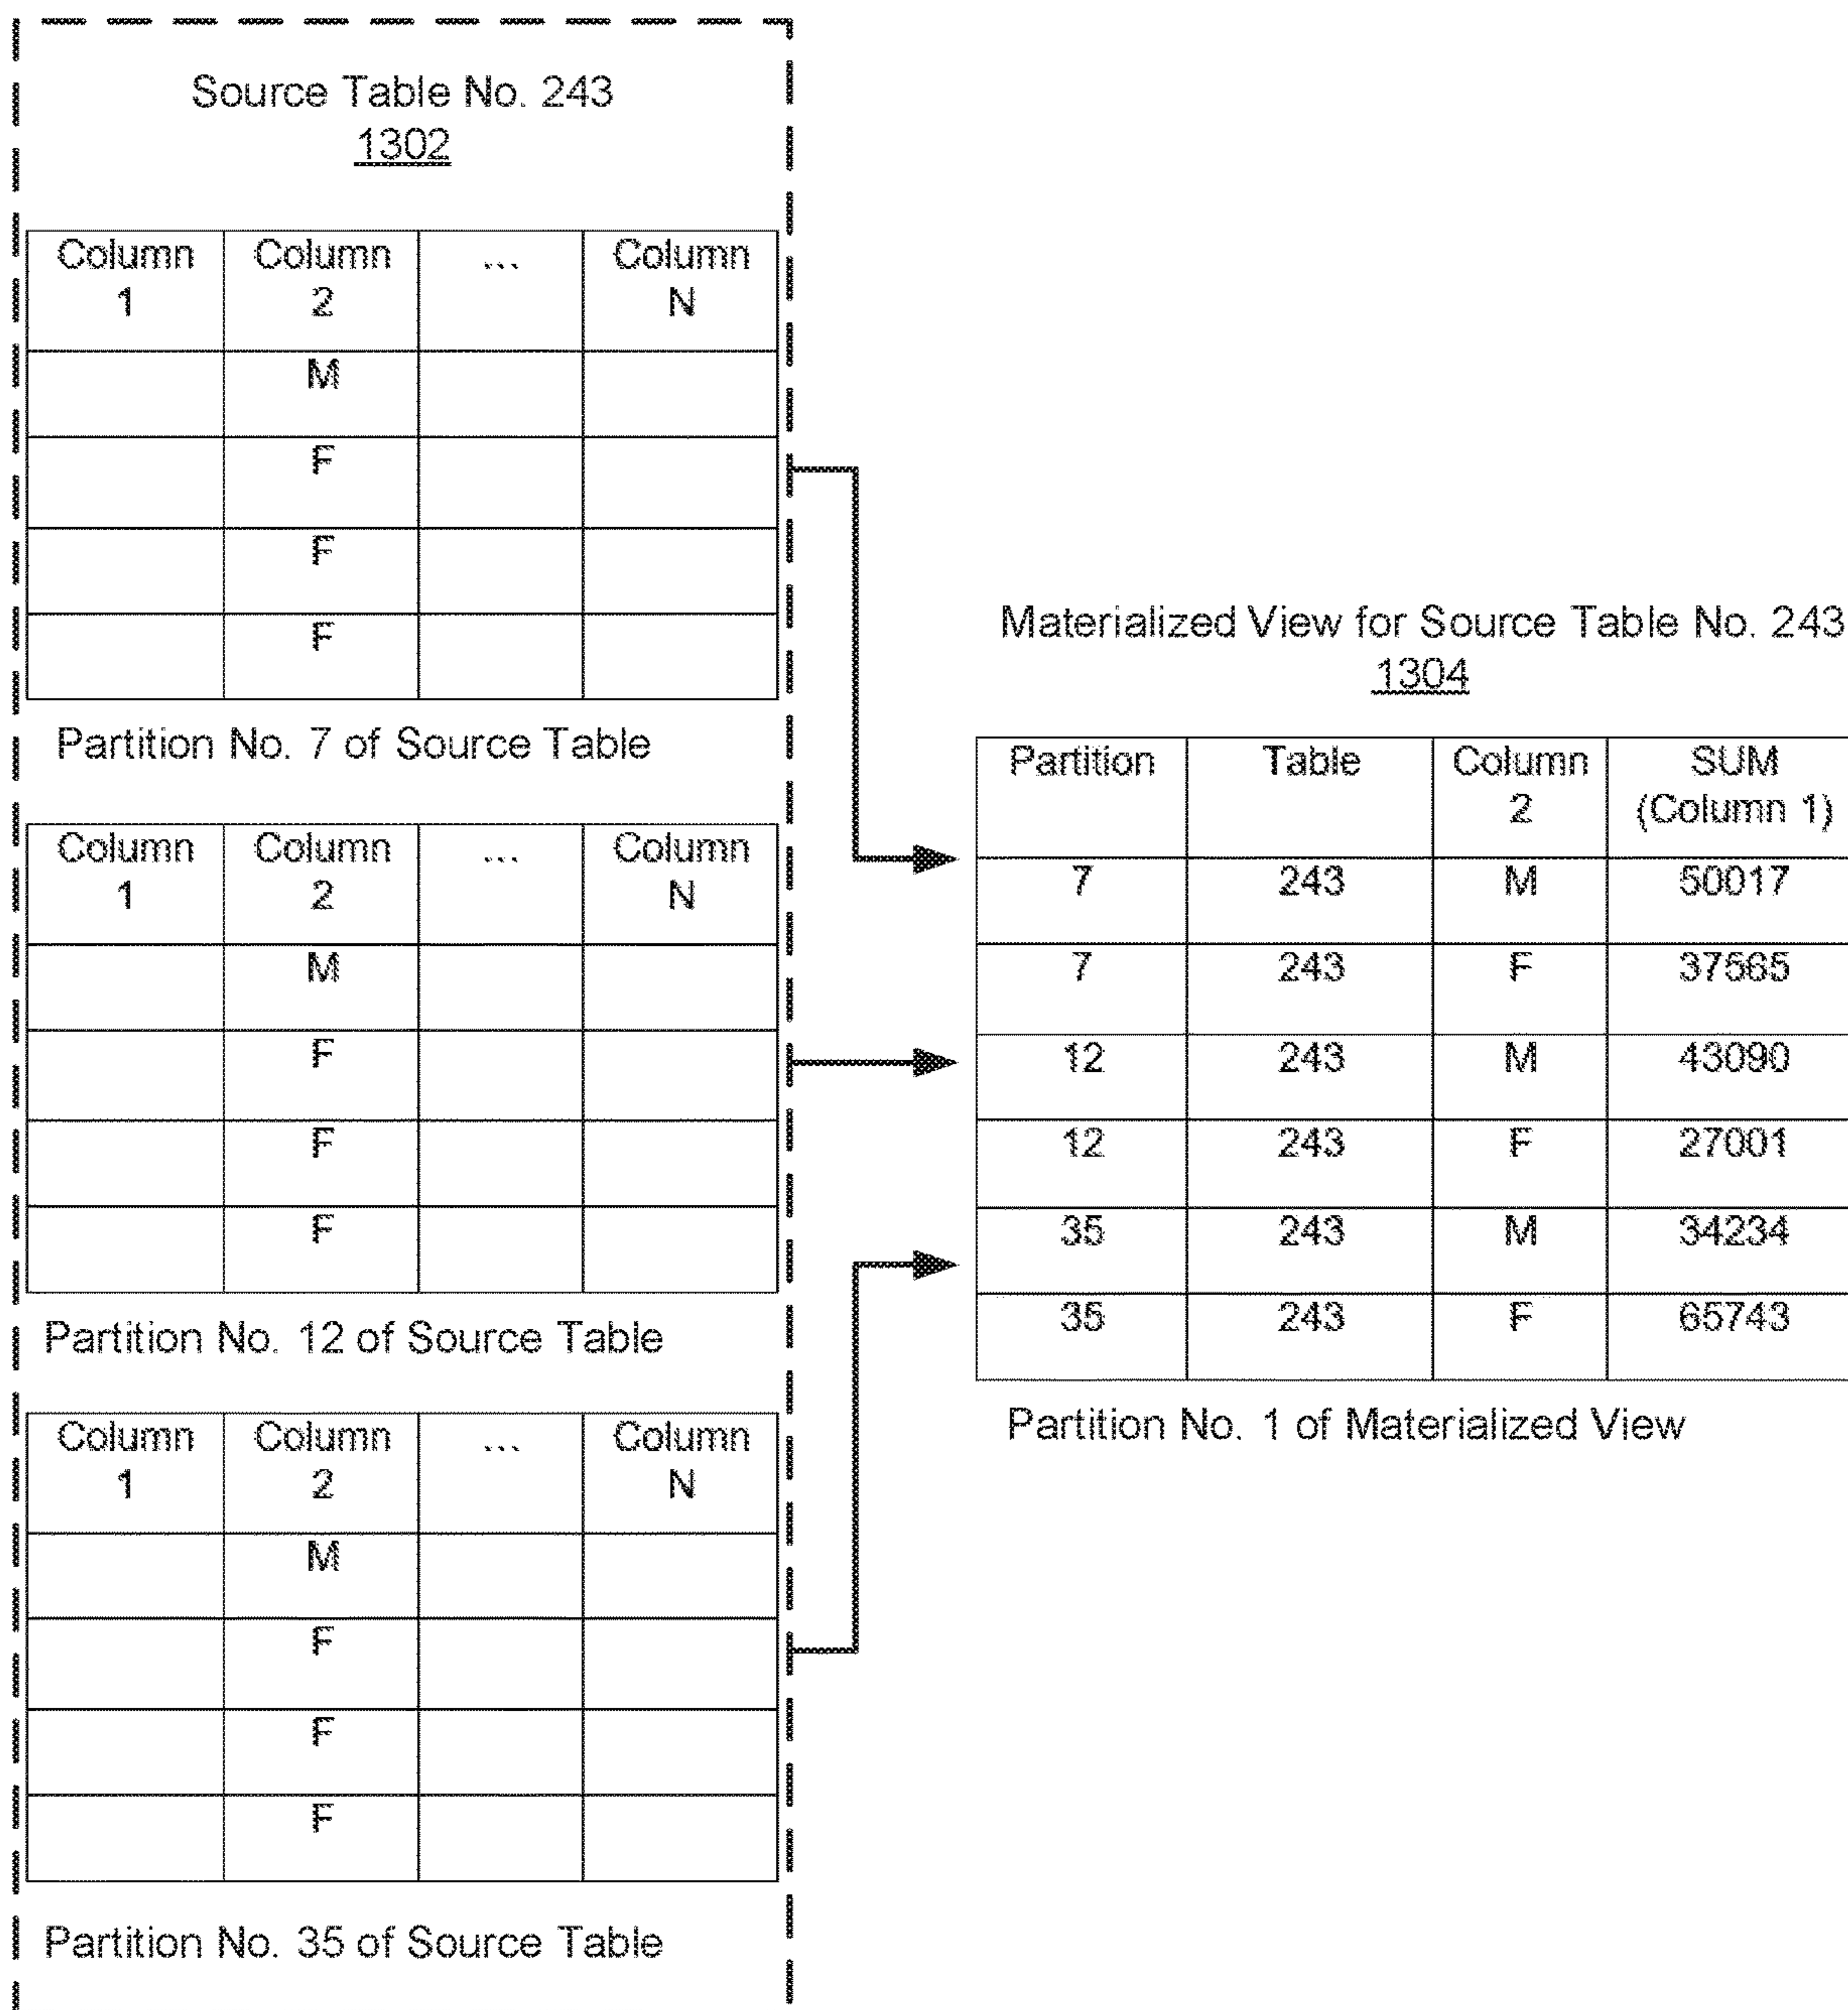 Source Table No. 243
1302
Column 1 Column 2 ... Column N
M
F
F
F
Partition No. 7 of Source Table
Column 1 Column 2 ... Column N
M
F
F
F
Partition No. 12 of Source Table
Column 1 Column 2 ... Column N
M
F
F
F
Partition No. 35 of Source Table
Materialized View for Source Table No. 243
1304
Partition Table Column 2 SUM (Column 1)
7 243 M 50017
7 243 F 37565
12 243 M 43090
12 243 F 27001
35 243 M 34234
35 243 F 65743
Partition No. 1 of Materialized View